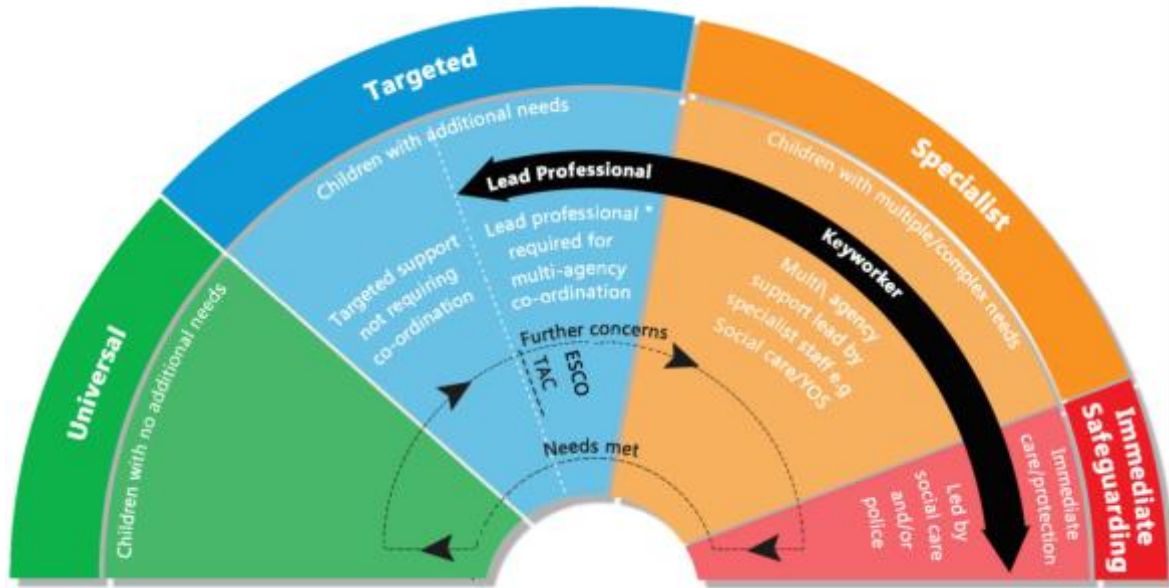 Universal
Children with no additional needs
Targeted
Children with additional needs
Targeted support
not requiring
co-ordination
Lead professional *
required for
multi-agency
co-ordination
Lead Professional
Keyworker
Specialist
Children with multiple/complex needs
Multi agency
support lead by
specialist staff e.g
Social care/YOS
Immediate
Safeguarding
Immediate
care/protection
Led by
social care
and/or
police
Further concerns
ESCO
TAC
Needs met